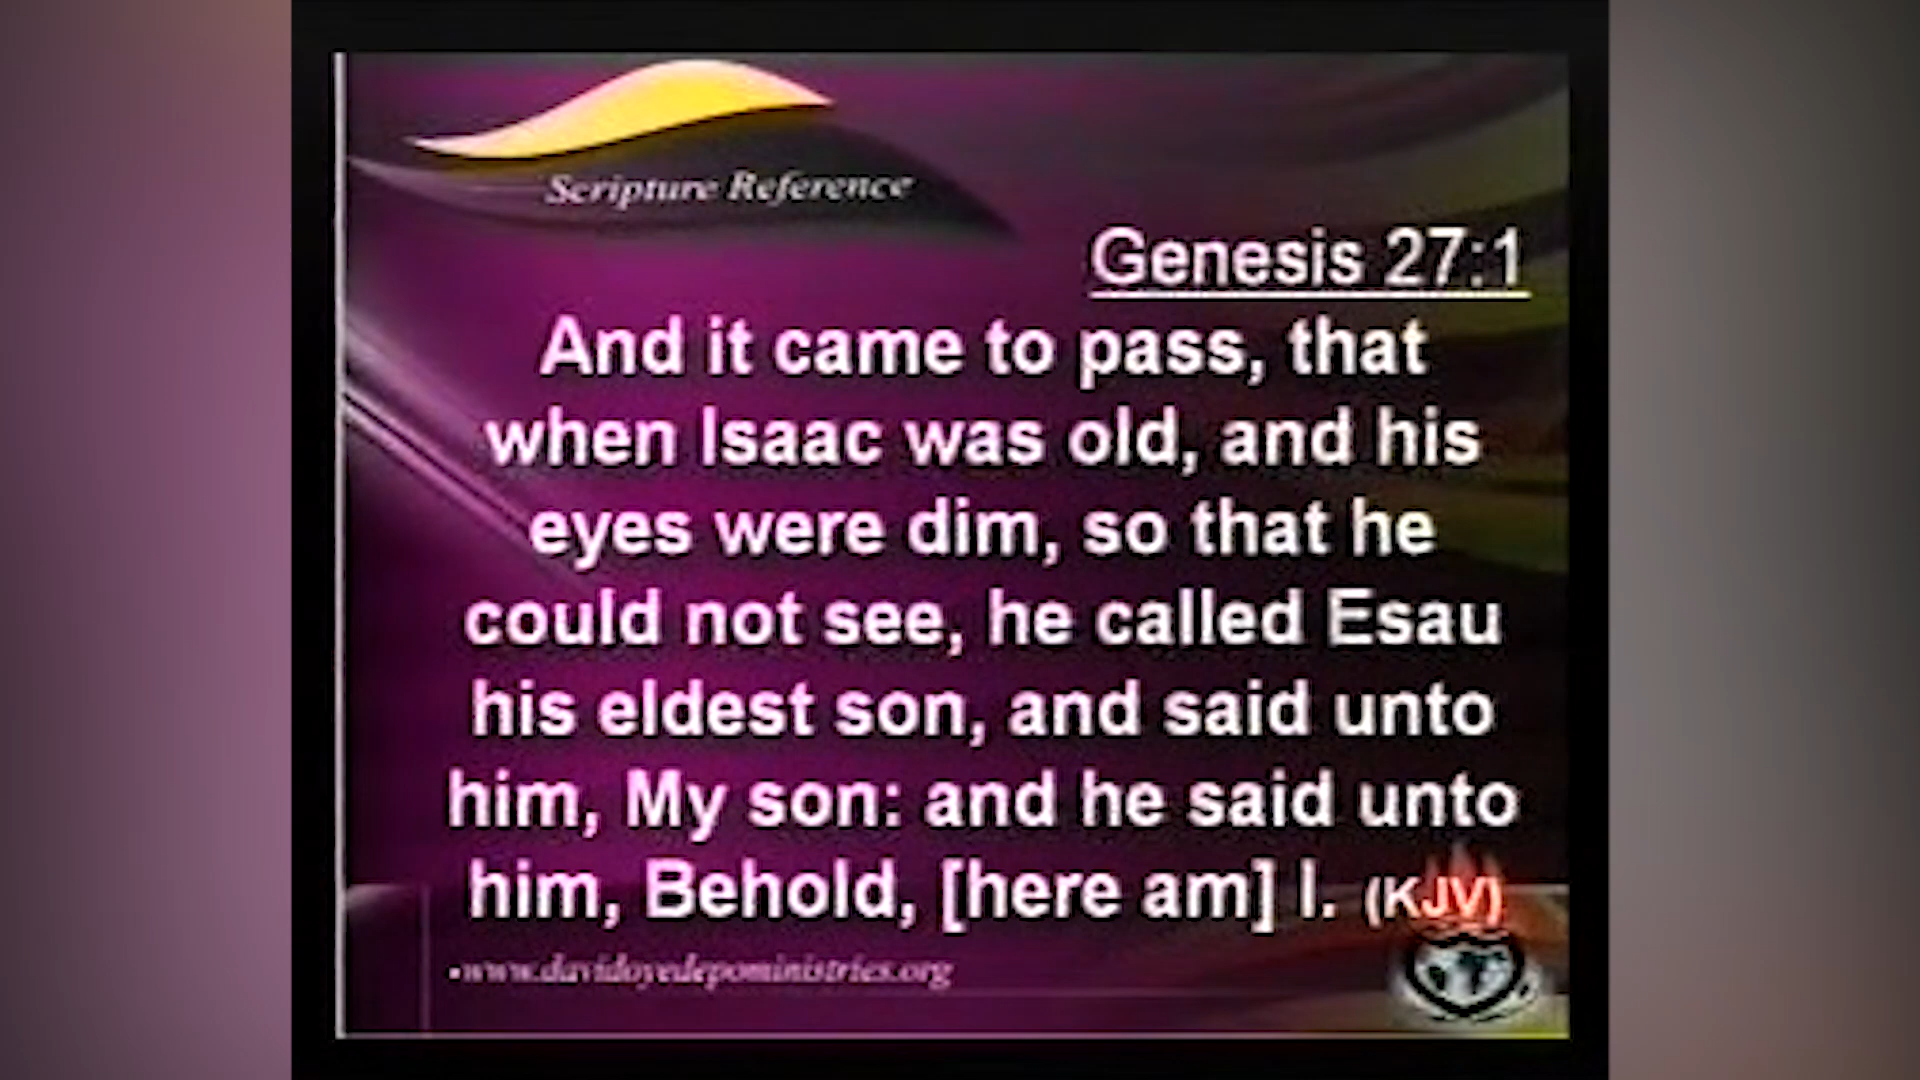 Scripture Reference
Genesis 27:1
And it came to pass, that
when Isaac was old, and his
eyes were dim, so that he
could not see, he called Esau
his eldest son, and said unto
him, My son: and he said unto
him, Behold, [here am] I. (KJV)
•www.davidoyedepoministries.org